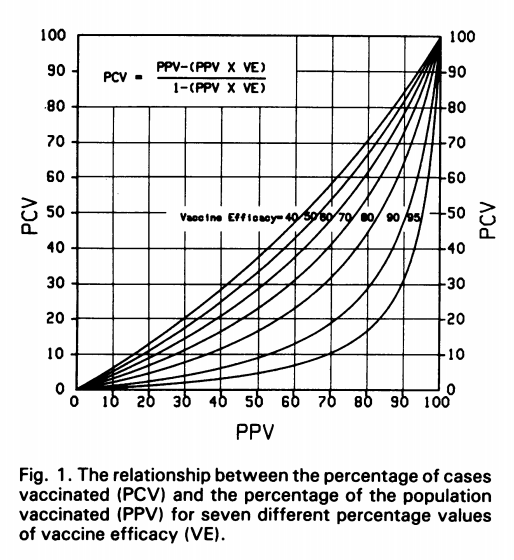 100
90
80
70
60
50
40
30
20
10
0
PCV
PCV = PPV-(PPV X VE)
1-(PPV X VE)
Vaccine Efficacy= 40 50 60 70 80 90 95
100
90
80
70
60
50
40
30
20
10
0
PCV
0 10 20 30 40 50 60 70 80 90 100
PPV
Fig. 1. The relationship between the percentage of cases
vaccinated (PCV) and the percentage of the population
vaccinated (PPV) for seven different percentage values
of vaccine efficacy (VE).